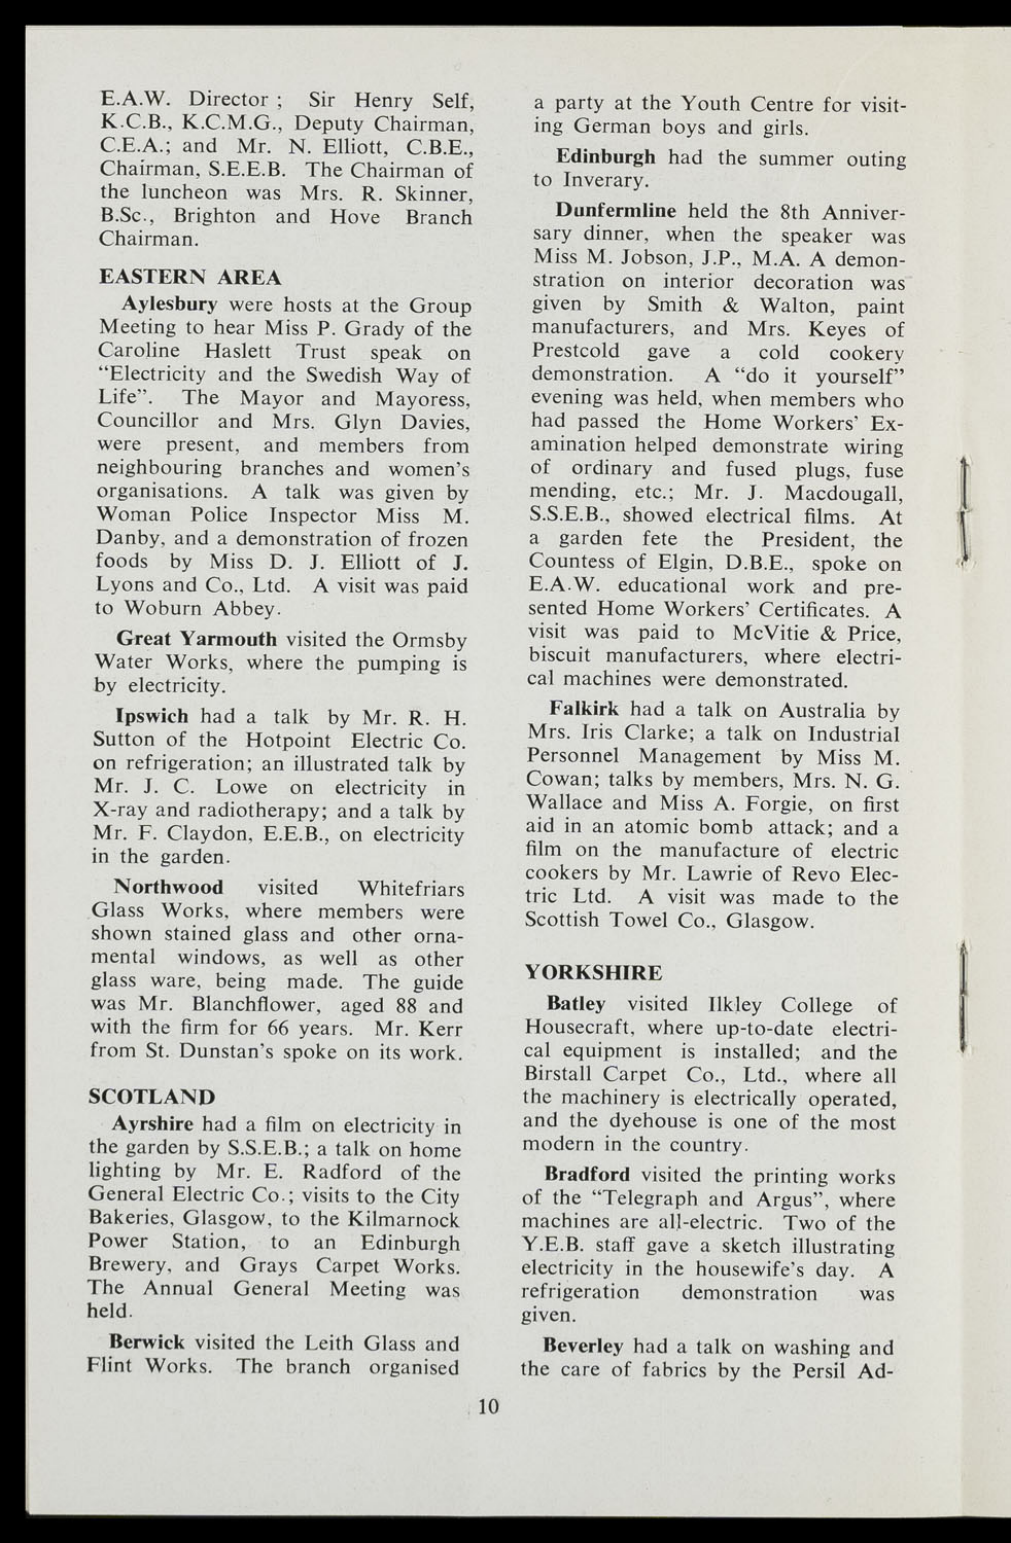 E.A.W. Director ; Sir Henry Self,
K.C.B., K.C.M.G., Deputy Chairman,
C.E.A.; and Mr. N. Elliott, C.B.E.,
Chairman, S.E.E.B. The Chairman of
the luncheon was Mrs. R. Skinner,
B.Sc., Brighton and Hove Branch
Chairman.
EASTERN AREA
Aylesbury were hosts at the Group
Meeting to hear Miss P. Grady of the
Caroline Haslett Trust speak on
“Electricity and the Swedish Way of
Life”. The Mayor and Mayoress,
Councillor and Mrs. Glyn Davies,
were present, and members from
neighbouring branches and women's
organisations. A talk was given by
Woman Police Inspector Miss M.
Danby, and a demonstration of frozen
foods by Miss D. J. Elliott of J.
Lyons and Co., Ltd. A visit was paid
to Woburn Abbey.
Great Yarmouth visited the Ormsby
Water Works, where the pumping is
by electricity.
Ipswich had a talk by Mr. R. H.
Sutton of the Hotpoint Electric Co.
on refrigeration; an illustrated talk by
Mr. J. C. Lowe on electricity in
X-ray and radiotherapy; and a talk by
Mr. F. Claydon, E.E.B., on electricity
in the garden.
Northwood visited Whitefriars
Glass Works, where members were
shown stained glass and other orna-
mental windows, as well as other
glass ware, being made. The guide
was Mr. Blanchflower, aged 88 and
with the firm for 66 years. Mr. Kerr
from St. Dunstan's spoke on its work.
SCOTLAND
Ayrshire had a film on electricity in
the garden by S.S.E.B.; a talk on home
lighting by Mr. E. Radford of the
General Electric Co.; visits to the City
Bakeries, Glasgow, to the Kilmarnock
Power Station, to an Edinburgh
Brewery, and Grays Carpet Works.
The Annual General Meeting was
held.
Berwick visited the Leith Glass and
Flint Works. The branch organised
a party at the Youth Centre for visit-
ing German boys and girls.
Edinburgh had the summer outing
to Inverary.
Dunfermline held the 8th Anniver-
sary dinner, when the speaker was
Miss M. Jobson, J.P., M.A. A demon-
stration on interior decoration was
given by Smith & Walton, paint
manufacturers, and Mrs. Keyes of
Prestcold gave a cold cookery
demonstration. A “do it yourself”
evening was held, when members who
had passed the Home Workers' Ex-
amination helped demonstrate wiring
of ordinary and fused plugs, fuse
mending, etc.; Mr. J. Macdougall,
S.S.E.B., showed electrical films. At
a garden fete the President, the
Countess of Elgin, D.B.E., spoke on
E.A.W. educational work and pre-
sented Home Workers' Certificates. A
visit was paid to McVitie & Price,
biscuit manufacturers, where electri-
cal machines were demonstrated.
Falkirk had a talk on Australia by
Mrs. Iris Clarke; a talk on Industrial
Personnel Management by Miss M.
Cowan; talks by members, Mrs. N. G.
Wallace and Miss A. Forgie, on first
aid in an atomic bomb attack; and a
film on the manufacture of electric
cookers by Mr. Lawrie of Revo Elec-
tric Ltd. A visit was made to the
Scottish Towel Co., Glasgow.
YORKSHIRE
Batley visited Ilkley College of
Housecraft, where up-to-date electri-
cal equipment is installed; and the
Birstall Carpet Co., Ltd., where all
the machinery is electrically operated,
and the dyehouse is one of the most
modern in the country.
Bradford visited the printing works
of the “Telegraph and Argus”, where
machines are all-electric. Two of the
Y.E.B. staff gave a sketch illustrating
electricity in the housewife's day. A
refrigeration demonstration was
given.
Beverley had a talk on washing and
the care of fabrics by the Persil Ad-
10